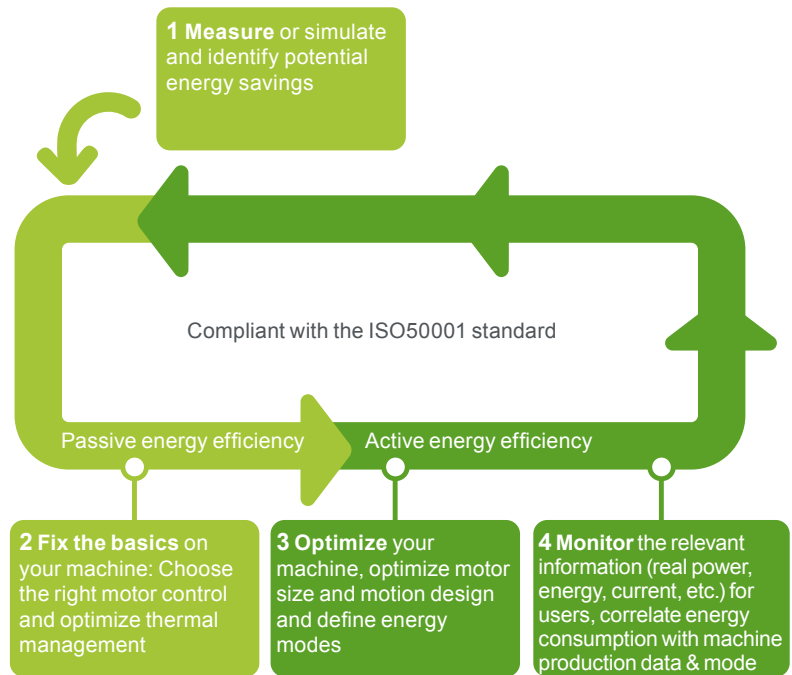 1 Measure or simulate
and identify potential
energy savings
Compliant with the ISO50001 standard
Passive energy efficiency
Active energy efficiency
2 Fix the basics on
your machine: Choose
the right motor control
and optimize thermal
management
3 Optimize your
machine, optimize motor
size and motion design
and define energy
modes
4 Monitor the relevant
information (real power,
energy, current, etc.) for
users, correlate energy
consumption with machine
production data & mode